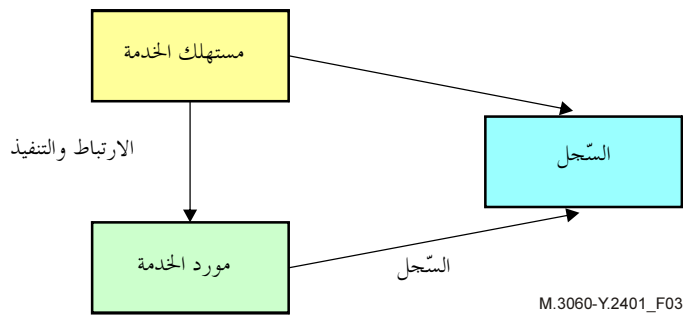 مستهلك الخدمة
السّجل
الارتباط والتنفيذ
مورد الخدمة
السّجل
M.3060-Y.2401_F03